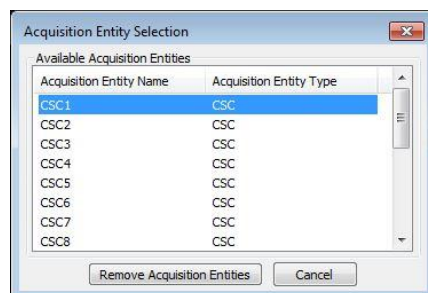 Acquisition Entity Selection
Available Acquisition Entities
Acquisition Entity Name Acquisition Entity Type
CSC1 CSC
CSC2 CSC
CSC3 CSC
CSC4 CSC
CSC5 CSC
CSC6 CSC
CSC7 CSC
CSC8 CSC
Remove Acquisition Entities Cancel